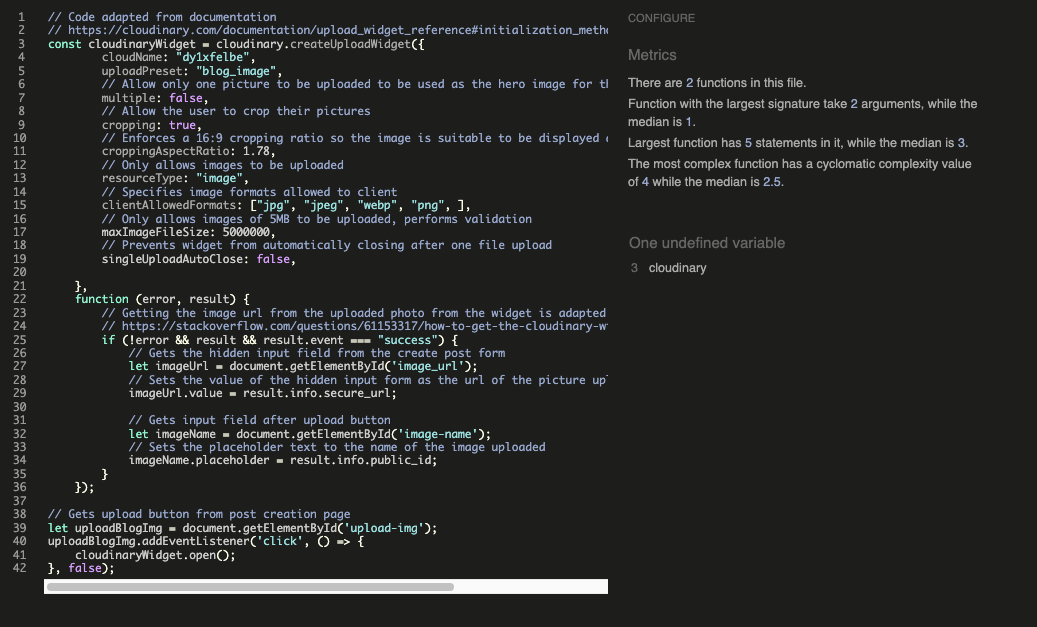 1 // Code adapted from documentation
2 // https://cloudinary.com/documentation/upload_widget_reference#initialization_meth
3 const cloudinaryWidget = cloudinary.createUploadWidget({
4 cloudName: "dy1xfelbe",
5 uploadPreset: "blog_image",
6 // Allow only one picture to be uploaded to be used as the hero image for th
7 multiple: false,
8 // Allow the user to crop their pictures
9 cropping: true,
10 // Enforces a 16:9 cropping ratio so the image is suitable to be displayed
11 croppingAspectRatio: 1.78,
12 // Only allows images to be uploaded
13 resourceType: "image",
14 // Specifies image formats allowed to client
15 clientAllowedFormats: ["jpg", "jpeg", "webp", "png", ],
16 // Only allows images of 5MB to be uploaded, performs validation
17 maxImageFileSize: 5000000,
18 // Prevents widget from automatically closing after one file upload
19 singleUploadAutoClose: false,
20
21 },
22 function (error, result) {
23 // Getting the image url from the uploaded photo from the widget is adapted
24 // https://stackoverflow.com/questions/61153317/how-to-get-the-cloudinary-w
25 if (!error && result && result.event === "success") {
26 // Gets the hidden input field from the create post form
27 let imageUrl = document.getElementById('image_url');
28 // Sets the value of the hidden input form as the url of the picture upl
29 imageUrl.value = result.info.secure_url;
30
31 // Gets input field after upload button
32 let imageName = document.getElementById('image-name');
33 // Sets the placeholder text to the name of the image uploaded
34 imageName.placeholder = result.info.public_id;
35 }
36 });
37
38 // Gets upload button from post creation page
39 let uploadBlogImg = document.getElementById('upload-img');
40 uploadBlogImg.addEventListener('click', () => {
41 cloudinaryWidget.open();
42 }, false);
CONFIGURE
Metrics
There are 2 functions in this file.
Function with the largest signature take 2 arguments, while the
median is 1.
Largest function has 5 statements in it, while the median is 3.
The most complex function has a cyclomatic complexity value
of 4 while the median is 2.5.
One undefined variable
3 cloudinary